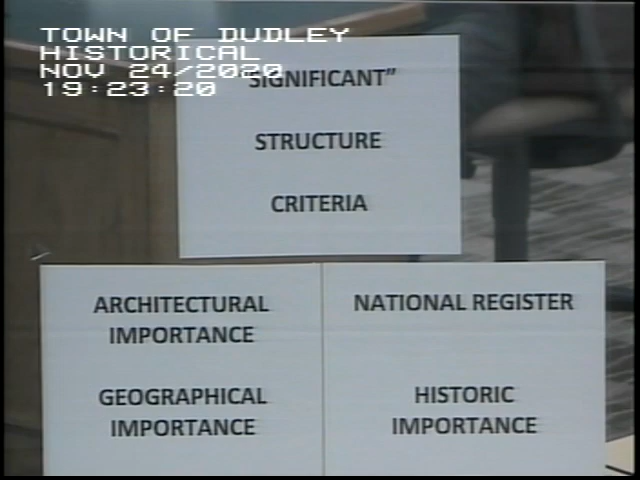 TOWN OF DUDLEY
HISTORICAL
NOV 24/2020
19:23:20
SIGNIFICANT"
STRUCTURE
CRITERIA
ARCHITECTURAL
IMPORTANCE
GEOGRAPHICAL
IMPORTANCE
NATIONAL REGISTER
HISTORIC
IMPORTANCE